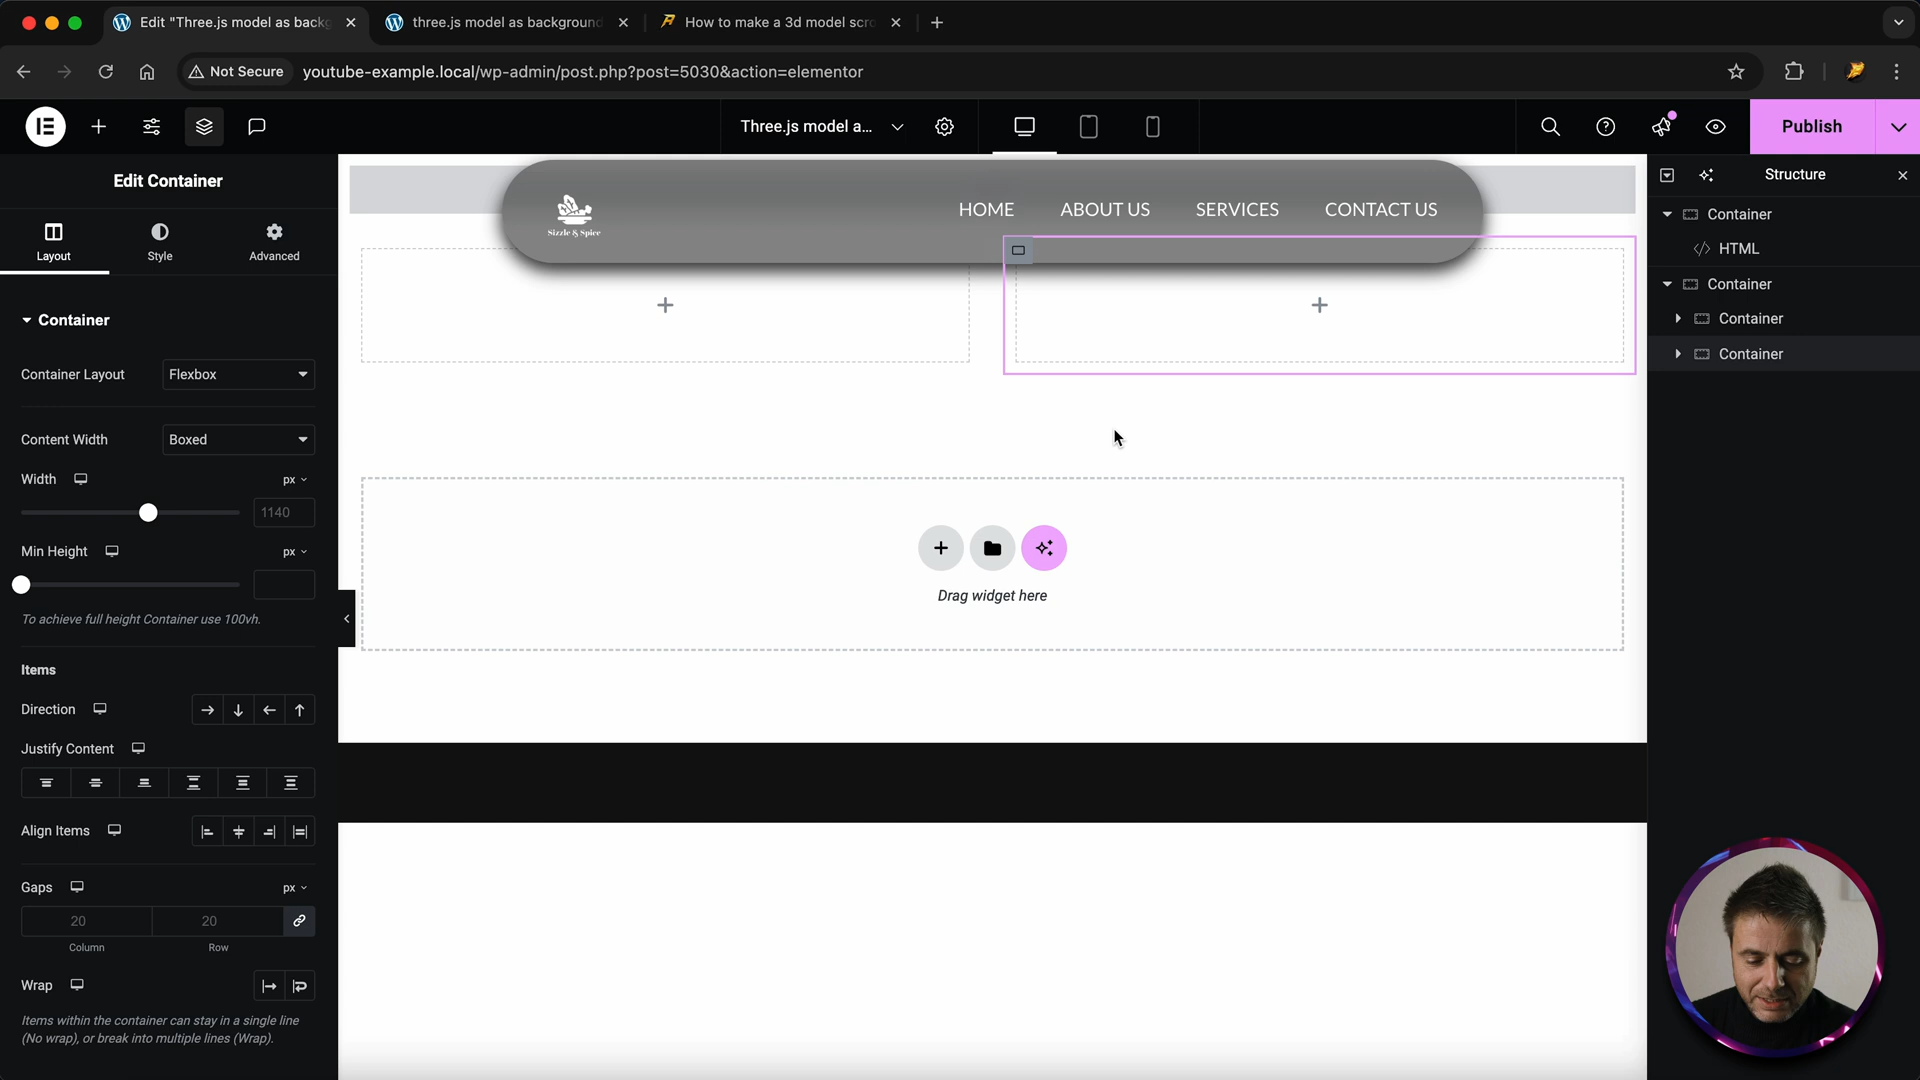 Edit "Three.js model as backg
three.js model as background
How to make a 3d model scro
Not Secure
youtube-example.local/wp-admin/post.php?post=5030&action=elementor
Three.js model a...
Publish
Edit Container
Layout
Style
Advanced
Container
Container Layout
Flexbox
Content Width
Boxed
Width
px
1140
Min Height
px
To achieve full height Container use 100vh.
Items
Direction
Justify Content
Align Items
Gaps
px
20
20
Column
Row
Wrap
Items within the container can stay in a single line
(No wrap), or break into multiple lines (Wrap).
Sizzle & Spice
HOME
ABOUT US
SERVICES
CONTACT US
Drag widget here
Structure
Container
HTML
Container
Container
Container